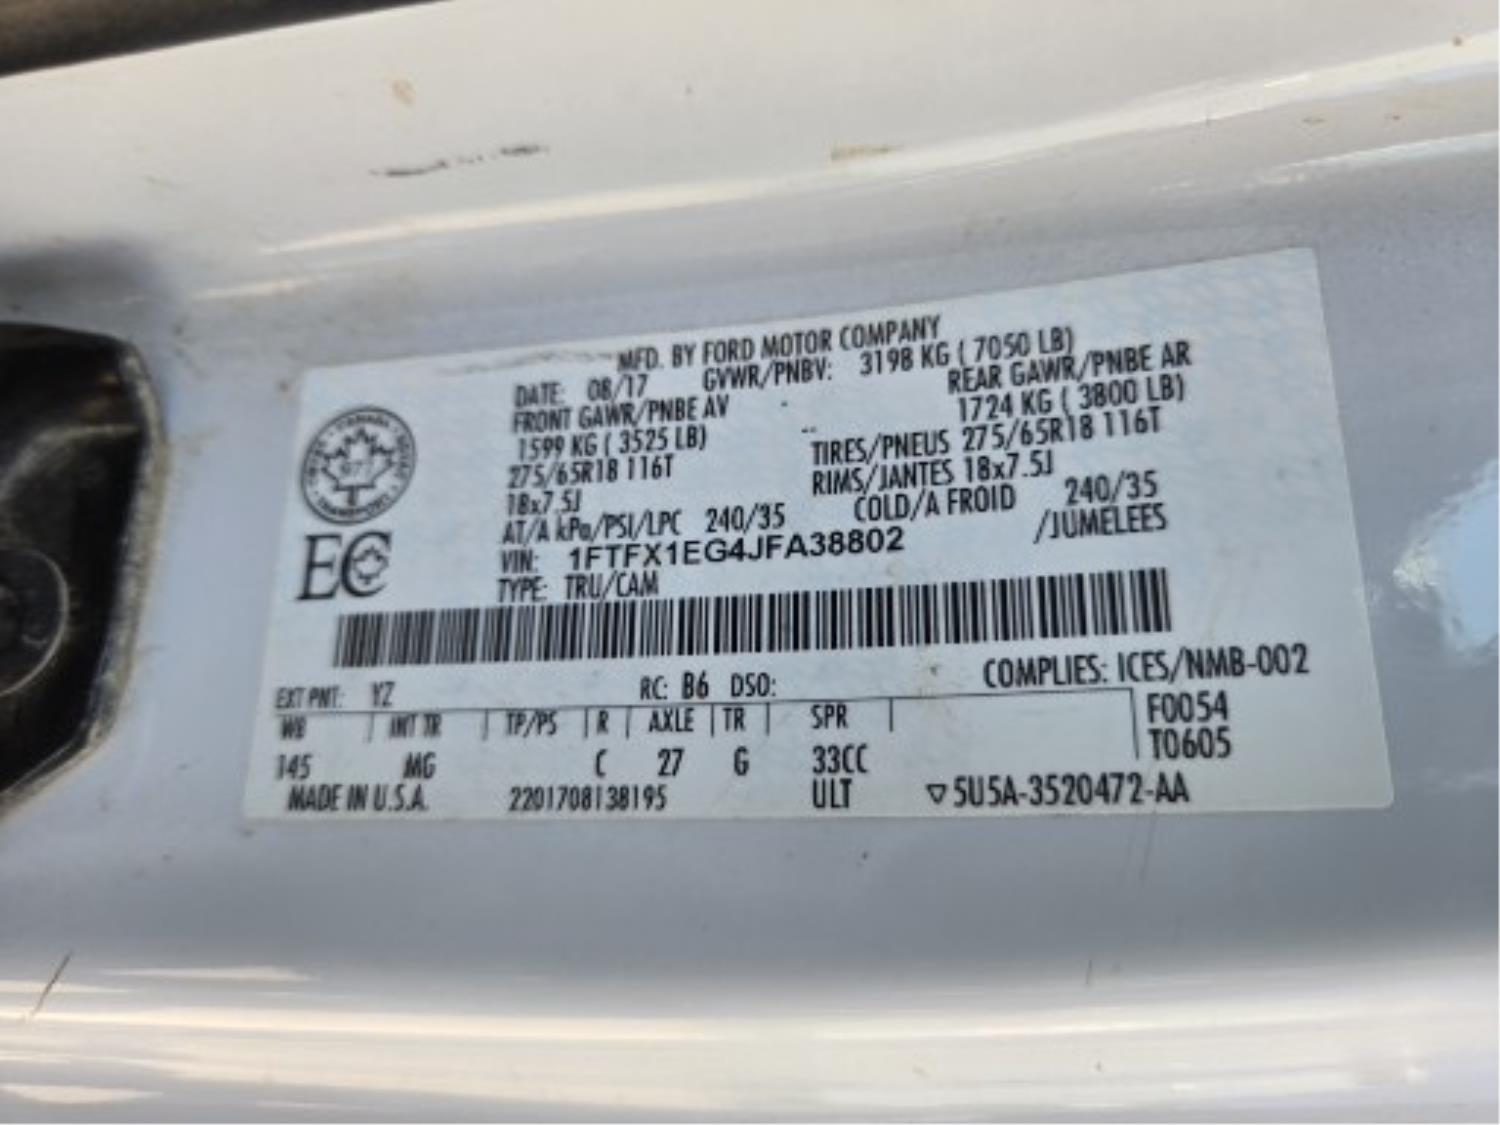 MFD. BY FORD MOTOR COMPANY
DATE: 08/17 GVWR/PNBV: 3198 KG ( 7050 LB)
FRONT GAWR/PNBE AV REAR GAWR/PNBE AR
1599 KG ( 3525 LB) 1724 KG ( 3800 LB)
275/65R18 116T TIRES/PNEUS 275/65R18 116T
18x7.5J RIMS/JANTES 18x7.5J
AT/A kPa/PSI/LPC 240/35 COLD/A FROID 240/35
VIN: 1FTFX1EG4JFA38802 /JUMELEES
TYPE: TRU/CAM
CANADA
TRANSPORT
EC
COMPLIES: ICES/NMB-002
EXT PNT: YZ RC: B6 DSO:
WB INT TR TP/PS R AXLE TR SPR F0054
145 MG C 27 G 33CC T0605
MADE IN U.S.A. 2201708138195 ULT ▽5U5A-3520472-AA